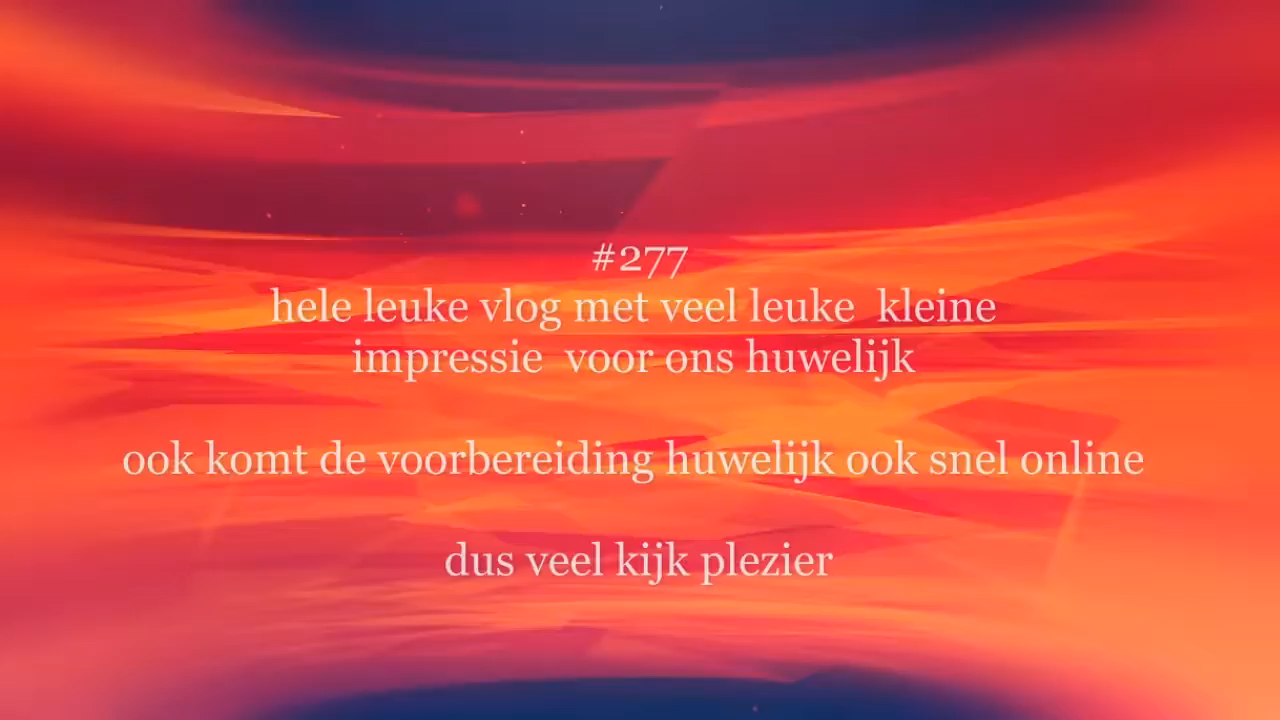 #277
hele leuke vlog met veel leuke  kleine
impressie  voor ons huwelijk
ook komt de voorbereiding huwelijk ook snel online
dus veel kijk plezier